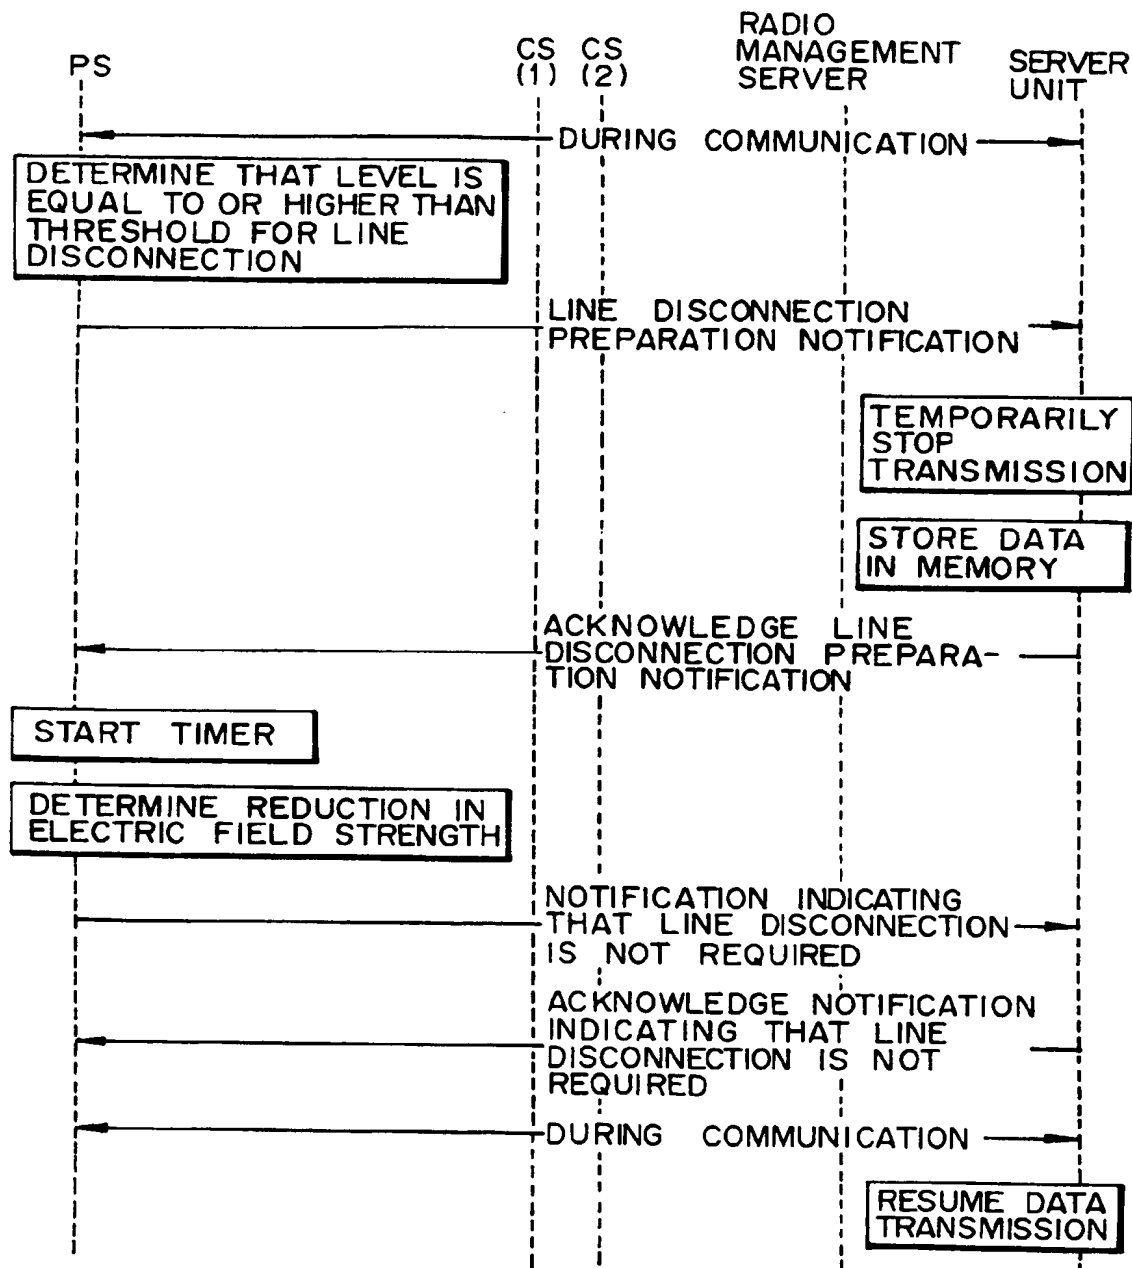 PS
CS
(1)
CS
(2)
RADIO
MANAGEMENT
SERVER
SERVER
UNIT
DURING COMMUNICATION
DETERMINE THAT LEVEL IS
EQUAL TO OR HIGHER THAN
THRESHOLD FOR LINE
DISCONNECTION
LINE DISCONNECTION
PREPARATION NOTIFICATION
TEMPORARILY
STOP
TRANSMISSION
STORE DATA
IN MEMORY
ACKNOWLEDGE LINE
DISCONNECTION PREPARA-
TION NOTIFICATION
START TIMER
DETERMINE REDUCTION IN
ELECTRIC FIELD STRENGTH
NOTIFICATION INDICATING
THAT LINE DISCONNECTION
IS NOT REQUIRED
ACKNOWLEDGE NOTIFICATION
INDICATING THAT LINE
DISCONNECTION IS NOT
REQUIRED
DURING COMMUNICATION
RESUME DATA
TRANSMISSION